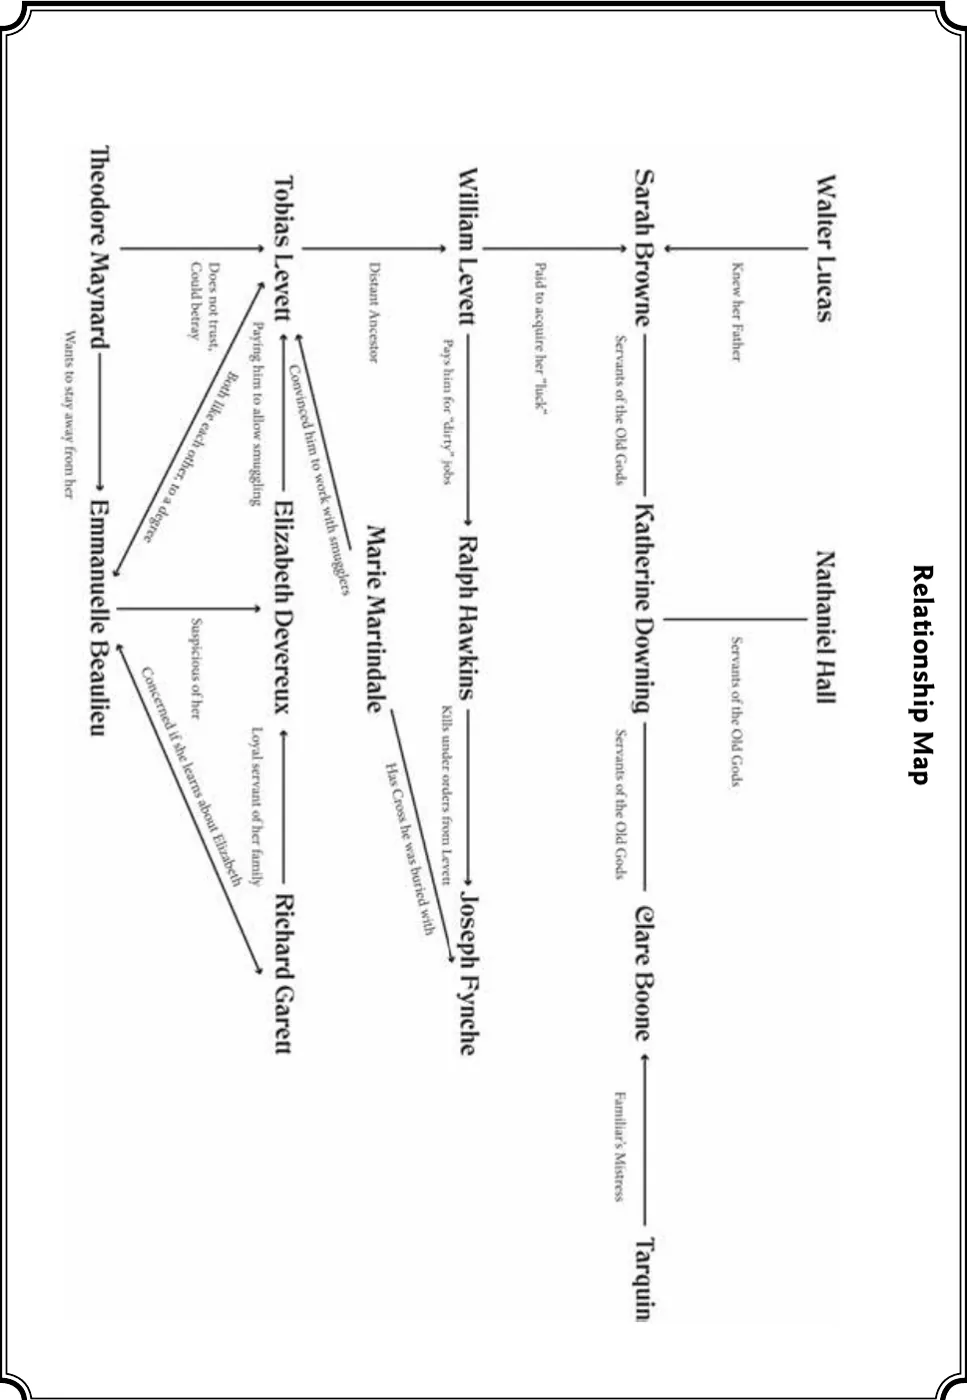 Relationship Map
Walter Lucas
Nathaniel Hall
Knew her Father
Servants of the Old Gods
Sarah Browne
Katherine Downing
Clare Boone
Tarquin
Servants of the Old Gods
Servants of the Old Gods
Familiar's Mistress
Paid to acquire her "luck"
William Levett
Ralph Hawkins
Joseph Fynche
Pays him for "dirty" jobs
Kills under orders from Levett
Has Cross he was buried with
Marie Martindale
Distant Ancestor
Convinced him to work with smugglers
Tobias Levett
Elizabeth Devereux
Richard Garett
Paying him to allow smuggling
Loyal servant of her family
Does not trust,
Could betray
Both like each other, to a degree
Suspicious of her
Concerned if she learns about Elizabeth
Theodore Maynard
Emmanuelle Beaulieu
Wants to stay away from her